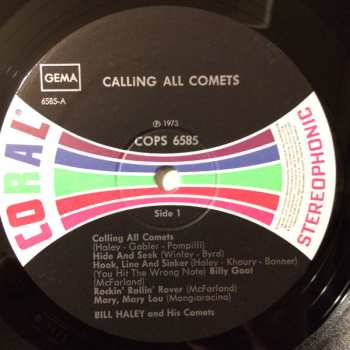 CALLING ALL COMETS
GEMA
6585-A
℗ 1973
COPS 6585
CORAL
STEREOPHONIC
Side 1
Calling All Comets
(Haley - Gabler - Pompilli)
Hide And Seek (Winley - Byrd)
Hook, Line And Sinker (Haley - Khoury - Bonner)
(You Hit The Wrong Note) Billy Goat
(McFarland)
Rockin' Rollin' Rover (McFarland)
Mary, Mary Lou (Mangiaracina)
BILL HALEY and His Comets